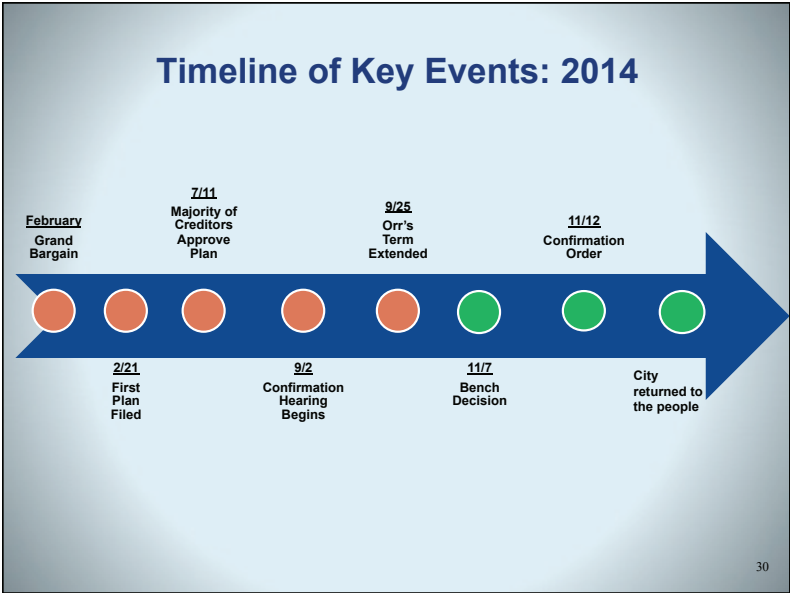 Timeline of Key Events: 2014
February
Grand
Bargain
2/21
First
Plan
Filed
7/11
Majority of
Creditors
Approve
Plan
9/2
Confirmation
Hearing
Begins
9/25
Orr's
Term
Extended
11/7
Bench
Decision
11/12
Confirmation
Order
City
returned to
the people
30